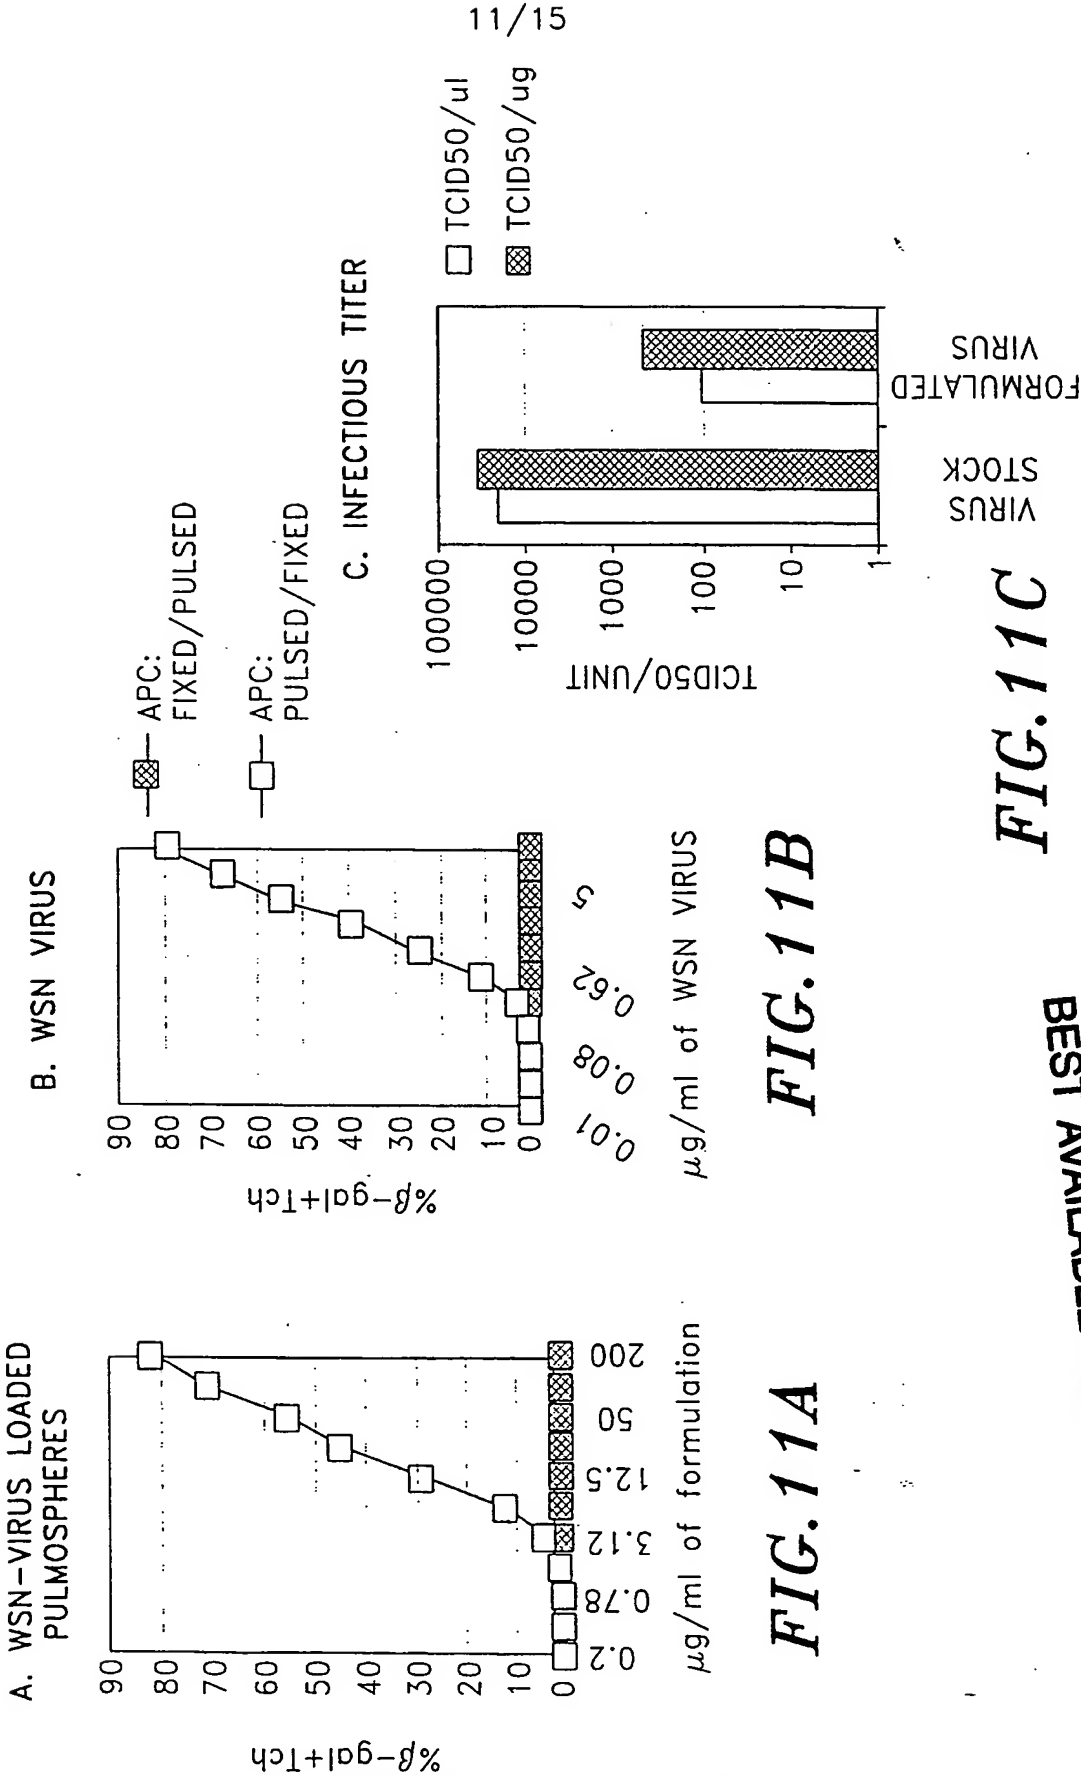 11/15
A. WSN-VIRUS LOADED
PULMOSPHERES
%β-gal+Tch
90
80
70
60
50
40
30
20
10
0
0.2
0.78
3.12
12.5
50
200
µg/ml of formulation
FIG.11A
B. WSN VIRUS
%β-gal+Tch
90
80
70
60
50
40
30
20
10
0
0.01
0.08
0.62
5
µg/ml of WSN VIRUS
APC:
FIXED/PULSED
APC:
PULSED/FIXED
FIG.11B
C. INFECTIOUS TITER
TCID50/ul
TCID50/ug
TCID50/UNIT
100000
10000
1000
100
10
1
VIRUS
STOCK
FORMULATED
VIRUS
FIG.11C
BEST